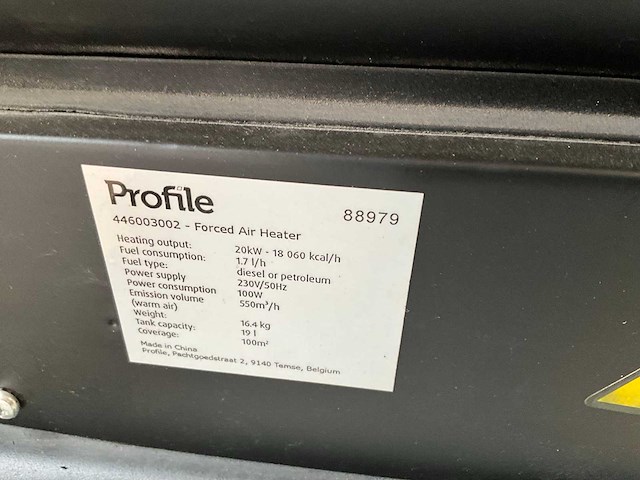 Profile 88979
446003002 - Forced Air Heater
Heating output: 20kW - 18 060 kcal/h
Fuel consumption: 1.7 l/h
Fuel type: diesel or petroleum
Power supply 230V/50Hz
Power consumption 100W
Emission volume 550m³/h
(warm air)
Weight: 16.4 kg
Tank capacity: 19 l
Coverage: 100m²
Made in China
Profile, Pachtgoedstraat 2, 9140 Temse, Belgium